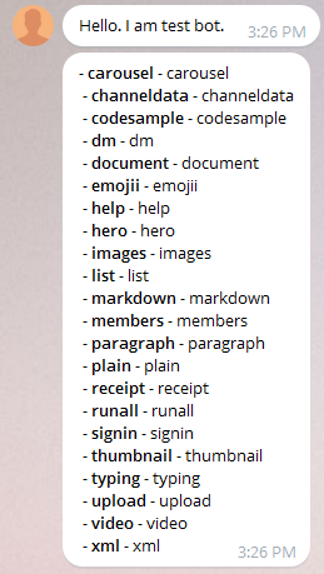 Hello. I am test bot.
3:26 PM
- carousel - carousel
- channeldata - channeldata
- codesample - codesample
- dm - dm
- document - document
- emojii - emojii
- help - help
- hero - hero
- images - images
- list - list
- markdown - markdown
- members - members
- paragraph - paragraph
- plain - plain
- receipt - receipt
- runall - runall
- signin - signin
- thumbnail - thumbnail
- typing - typing
- upload - upload
- video - video
- xml - xml
3:26 PM